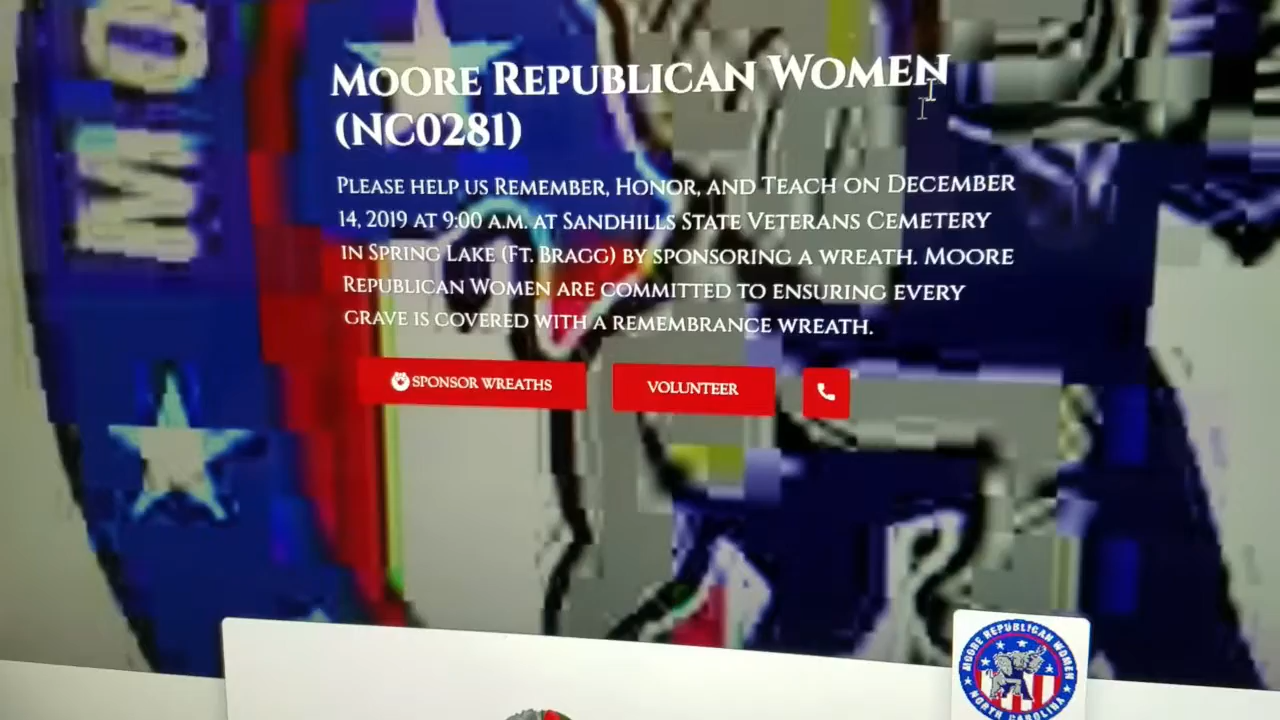 MO
MOORE REPUBLICAN WOMEN
(NC0281)
PLEASE HELP US REMEMBER, HONOR, AND TEACH ON DECEMBER
14, 2019 AT 9:00 A.M. AT SANDHILLS STATE VETERANS CEMETERY
IN SPRING LAKE (FT. BRAGG) BY SPONSORING A WREATH. MOORE
REPUBLICAN WOMEN ARE COMMITTED TO ENSURING EVERY
GRAVE IS COVERED WITH A REMEMBRANCE WREATH.
SPONSOR WREATHS
VOLUNTEER
MOORE REPUBLICAN WOMEN
NORTH CAROLINA